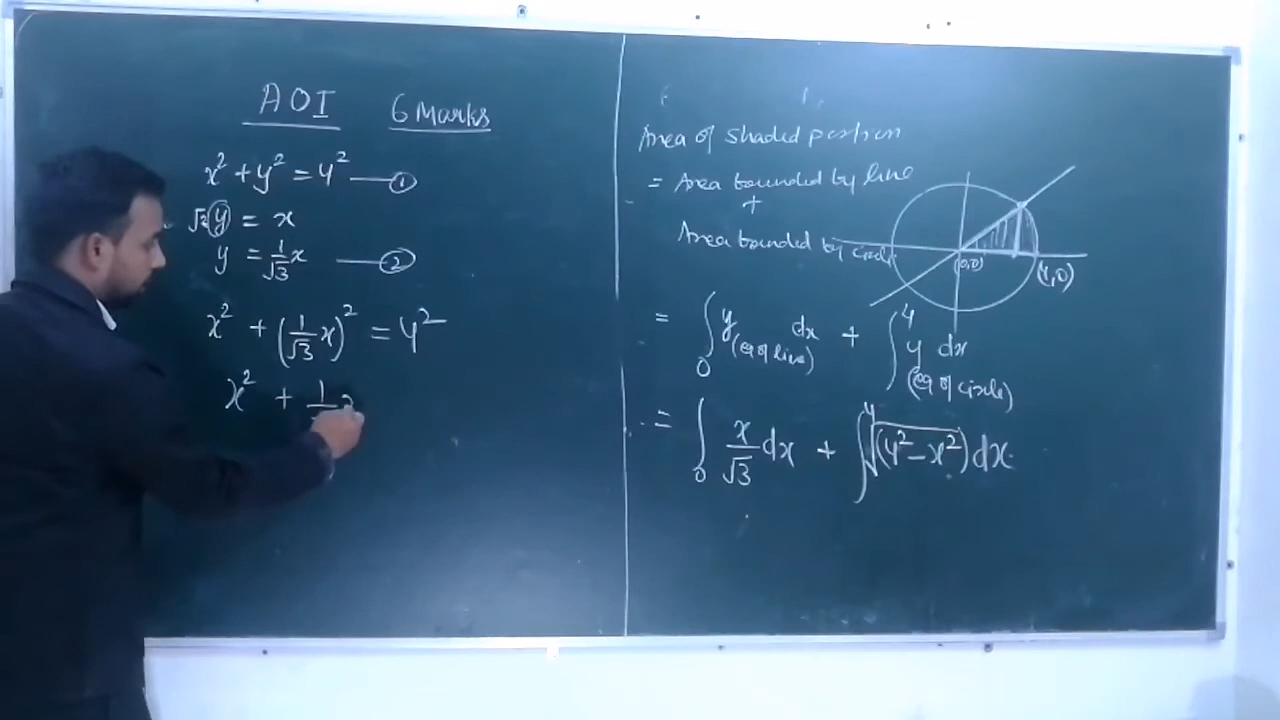 AOI 6 Marks
x² + y² = 4² —①
√3 y = x
y = 1/√3 x —②
x² + (1/√3 x)² = 4²
x² + 1
Area of shaded portion
= Area bounded by line
+
Area bounded by circle
(0,0) (4,0)
= ∫₀ y (eq of line) dx + ∫⁴ y dx (eq of circle)
= ∫₀ x/√3 dx + ∫⁴ √(4² - x²) dx.